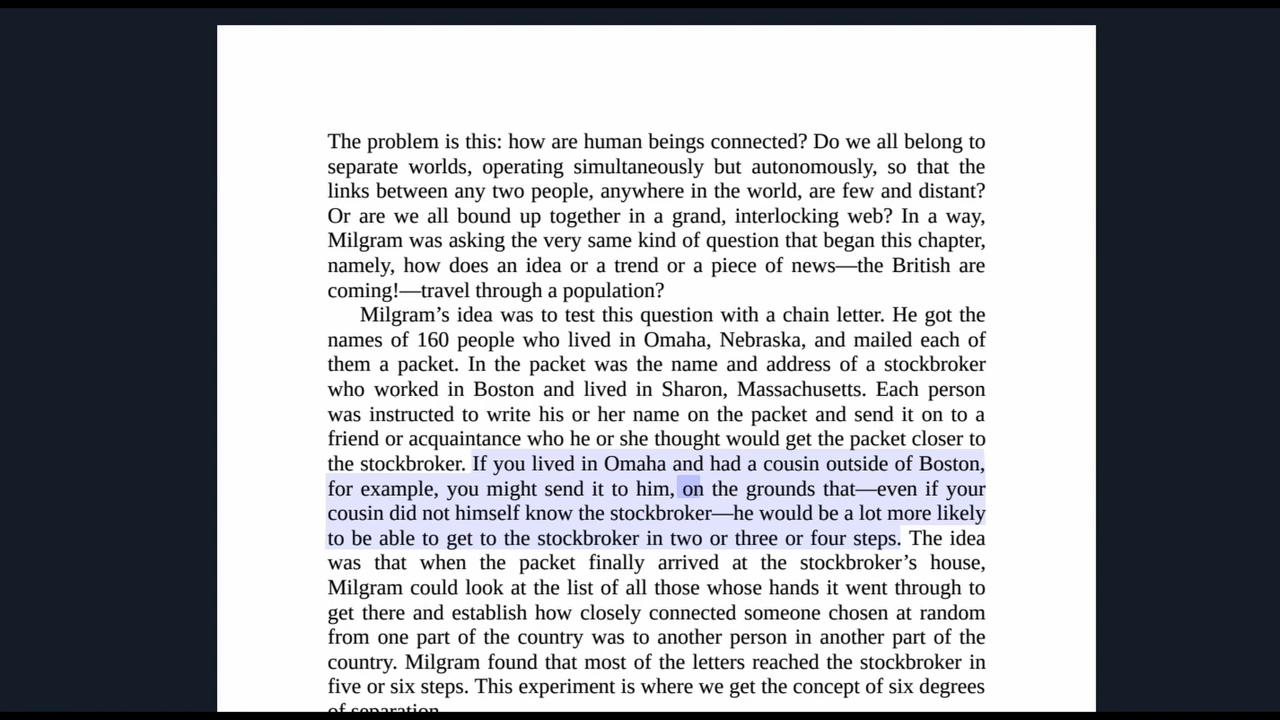 The problem is this: how are human beings connected? Do we all belong to
separate worlds, operating simultaneously but autonomously, so that the
links between any two people, anywhere in the world, are few and distant?
Or are we all bound up together in a grand, interlocking web? In a way,
Milgram was asking the very same kind of question that began this chapter,
namely, how does an idea or a trend or a piece of news—the British are
coming!—travel through a population?
Milgram’s idea was to test this question with a chain letter. He got the
names of 160 people who lived in Omaha, Nebraska, and mailed each of
them a packet. In the packet was the name and address of a stockbroker
who worked in Boston and lived in Sharon, Massachusetts. Each person
was instructed to write his or her name on the packet and send it on to a
friend or acquaintance who he or she thought would get the packet closer to
the stockbroker. If you lived in Omaha and had a cousin outside of Boston,
for example, you might send it to him, on the grounds that—even if your
cousin did not himself know the stockbroker—he would be a lot more likely
to be able to get to the stockbroker in two or three or four steps. The idea
was that when the packet finally arrived at the stockbroker’s house,
Milgram could look at the list of all those whose hands it went through to
get there and establish how closely connected someone chosen at random
from one part of the country was to another person in another part of the
country. Milgram found that most of the letters reached the stockbroker in
five or six steps. This experiment is where we get the concept of six degrees
of separation.